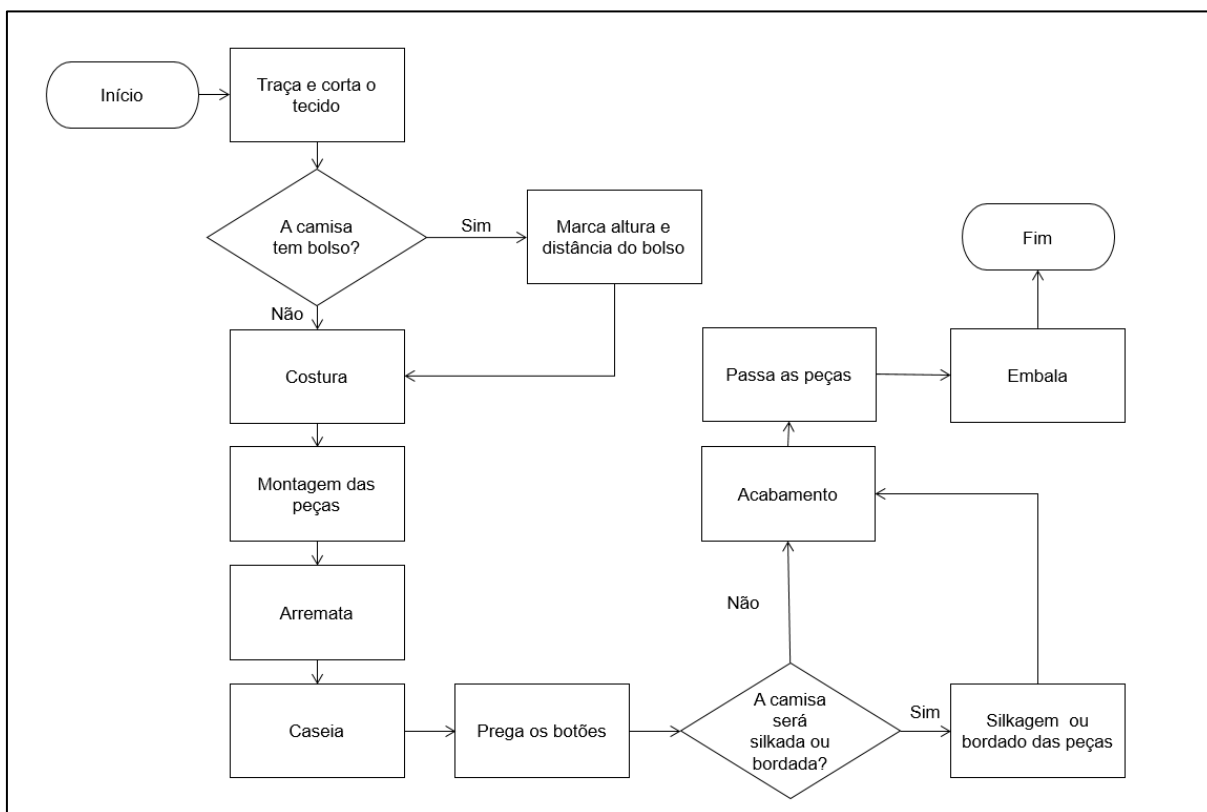 Início
Traça e corta o
tecido
A camisa
tem bolso?
Sim
Marca altura e
distância do bolso
Não
Costura
Montagem das
peças
Arremata
Caseia
Prega os botões
A camisa
será
silkada ou
bordada?
Sim
Silkagem ou
bordado das peças
Não
Acabamento
Passa as peças
Embala
Fim